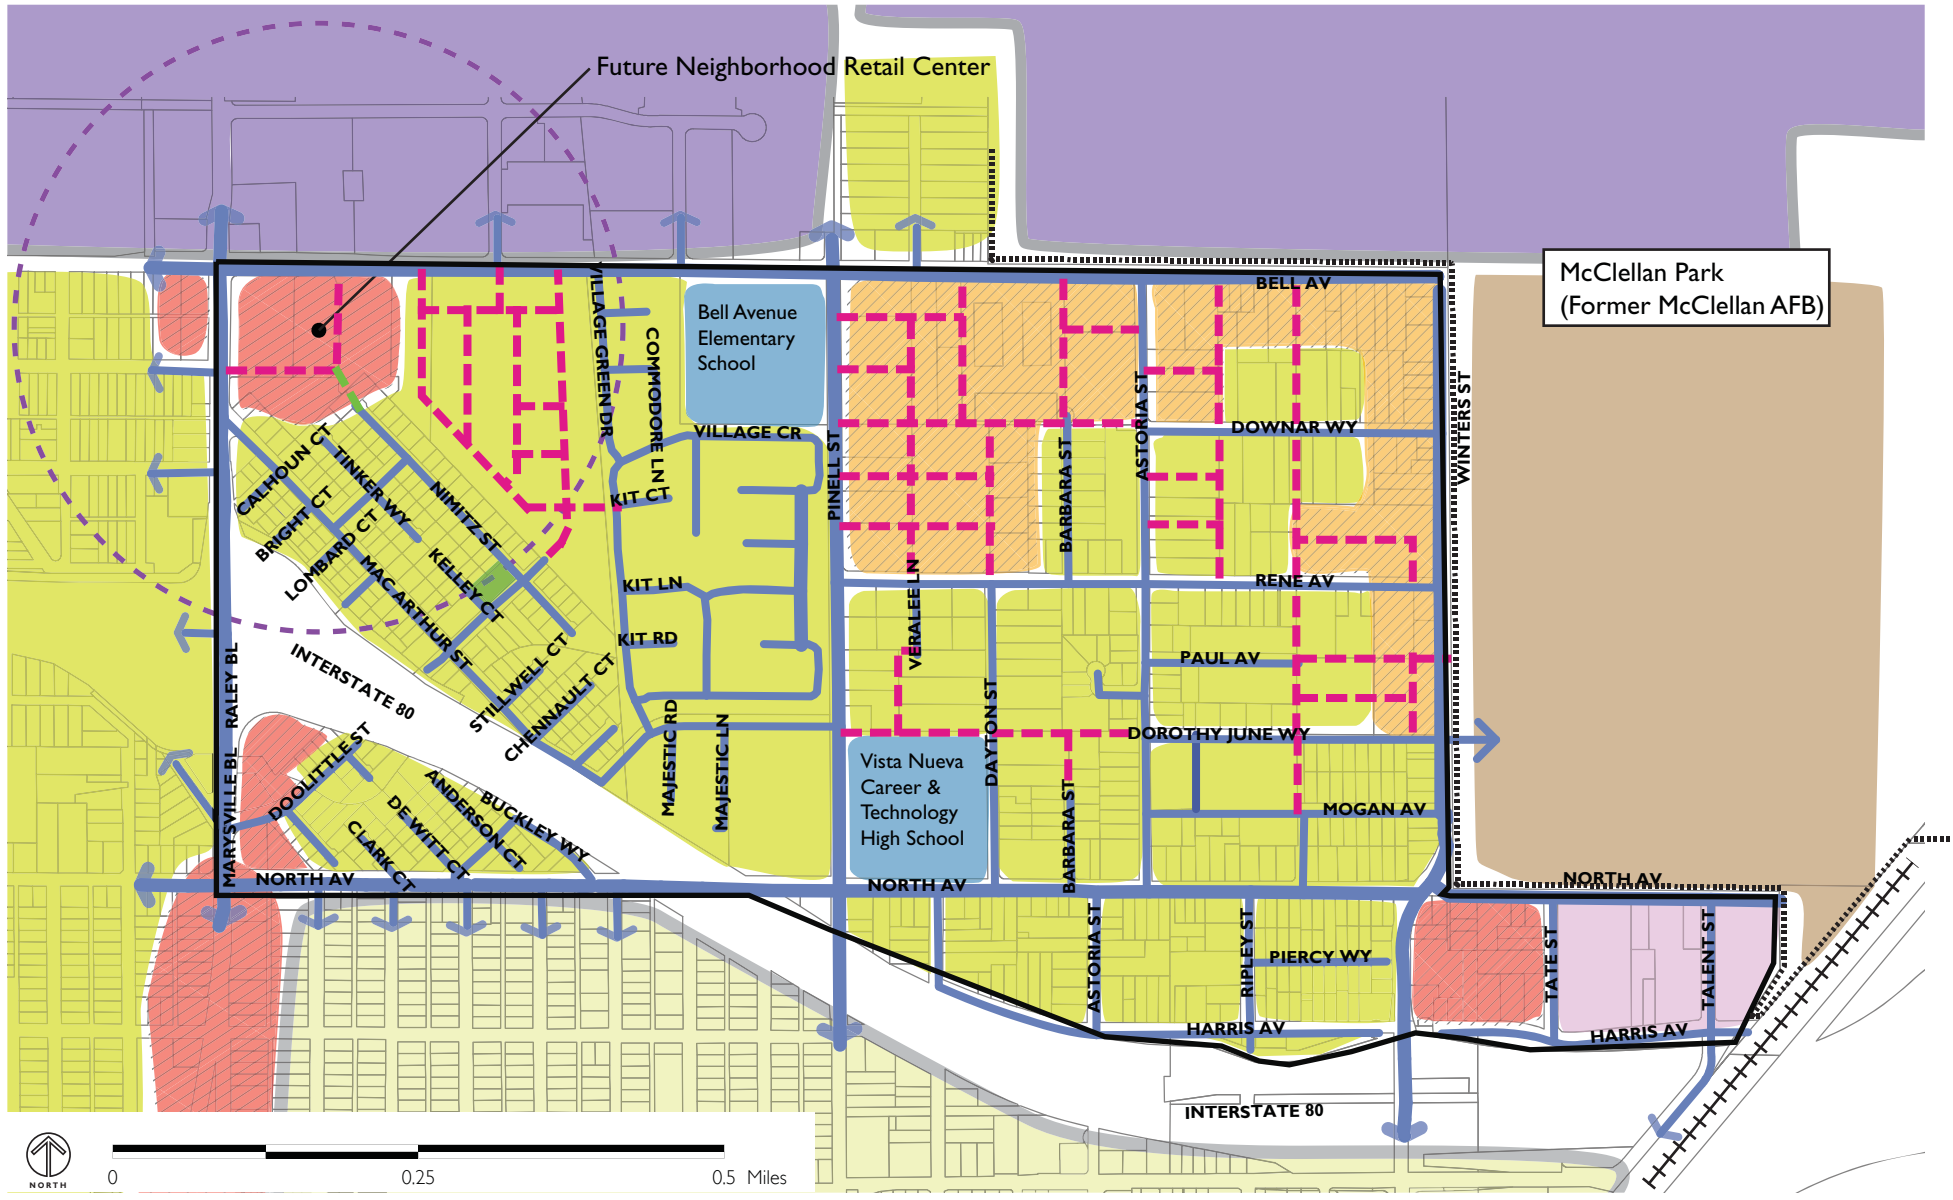 Future Neighborhood Retail Center
McClellan Park
(Former McClellan AFB)
BELL AV
Bell Avenue
Elementary
School
VILLAGE GREEN DR
COMMODORE LN
VILLAGE CR
PINELL ST
BARBARA ST
ASTORIA ST
DOWNAR WY
WINTERS ST
CALHOUN CT
TINKER WY
NIMITZ ST
BRIGHT CT
LOMBARD CT
KIT CT
MAC ARTHUR ST
KELLEY CT
KIT LN
VERALEE LN
RENE AV
KIT RD
PAUL AV
INTERSTATE 80
RALEY BL
STILLWELL CT
CHENNAULT CT
MAJESTIC RD
MAJESTIC LN
DAYTON ST
DOROTHY JUNE WY
MARYSVILLE BL
DOOLITTLE ST
Vista Nueva
Career &
Technology
High School
ANDERSON CT
BUCKLEY WY
DE WITT CT
CLARK CT
BARBARA ST
MOGAN AV
NORTH AV
NORTH AV
NORTH AV
ASTORIA ST
RIPLEY ST
PIERCY WY
TATE ST
TALENT ST
HARRIS AV
HARRIS AV
INTERSTATE 80
NORTH
0
0.25
0.5 Miles